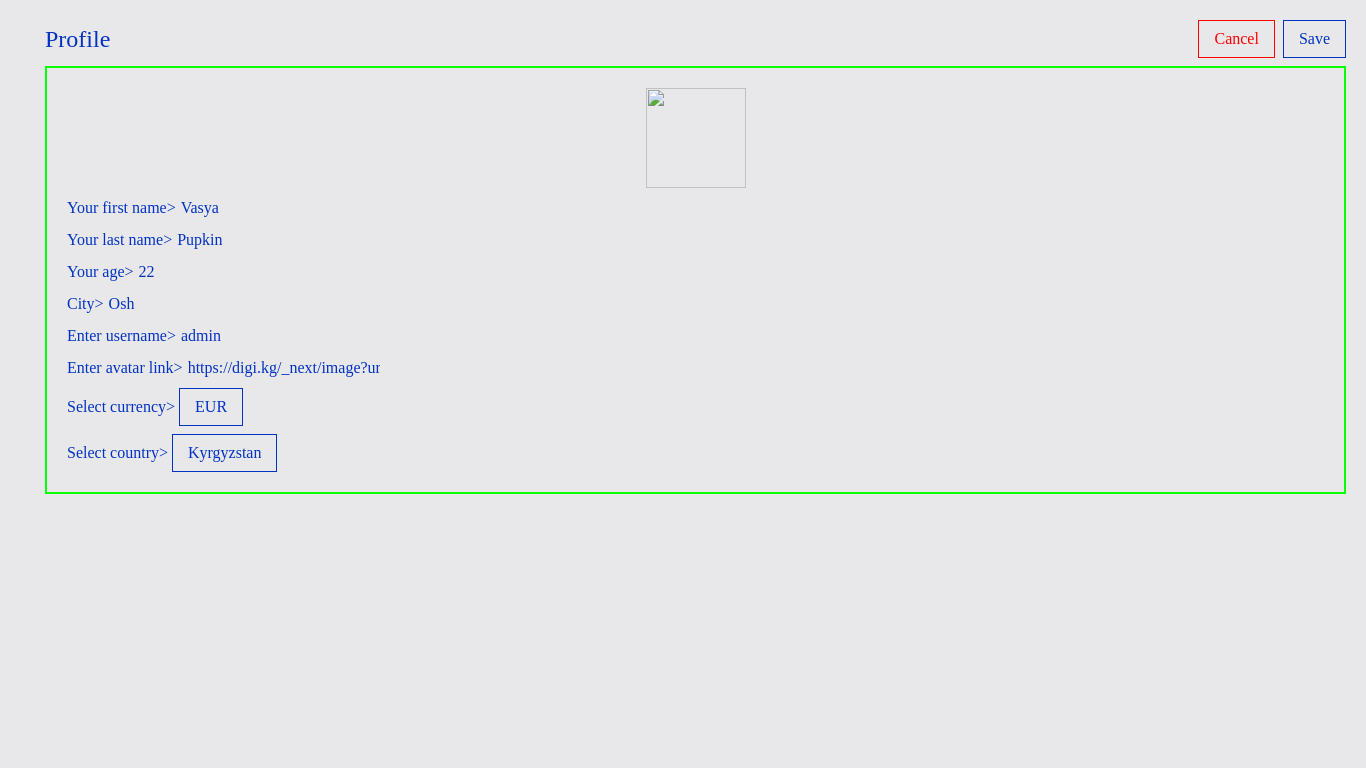 Profile
Cancel
Save
Your first name> Vasya
Your last name> Pupkin
Your age> 22
City> Osh
Enter username> admin
Enter avatar link> https://digi.kg/_next/image?ur
Select currency> EUR
Select country> Kyrgyzstan